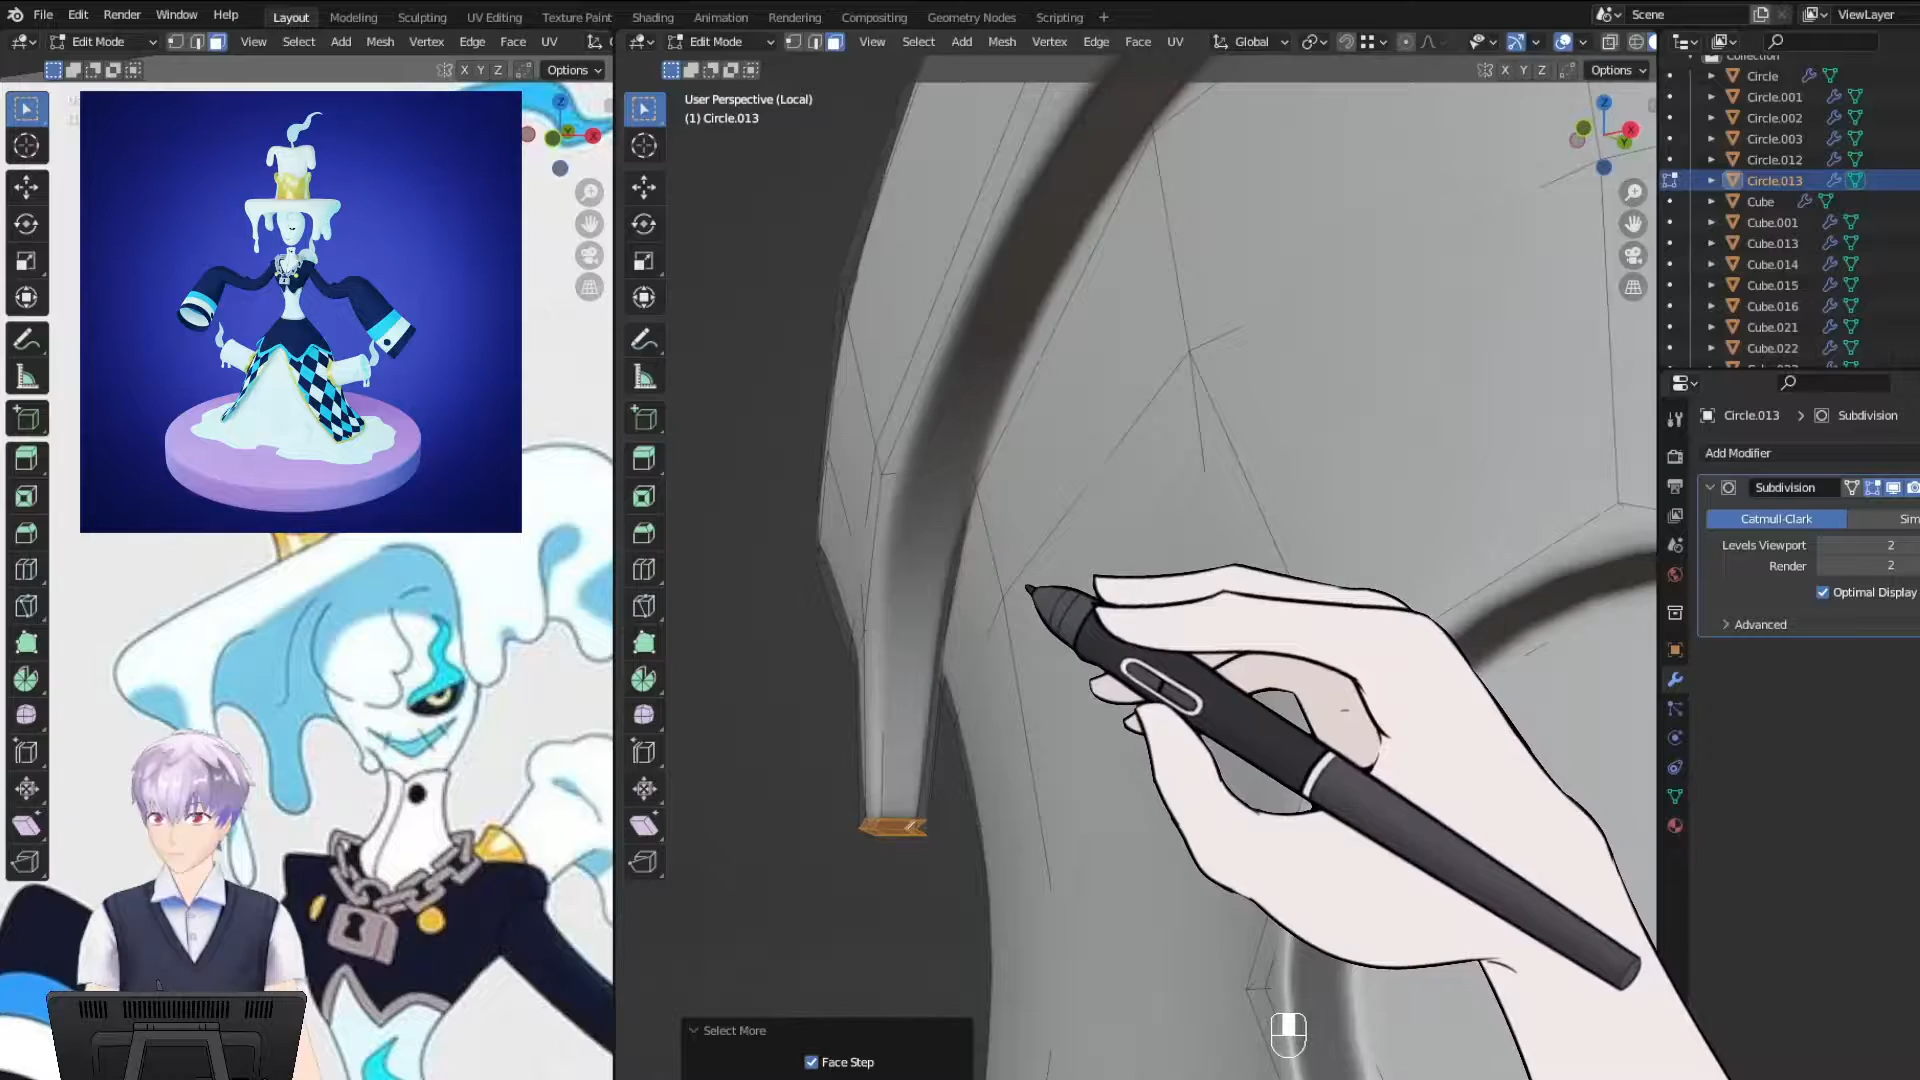 File Edit Render Window Help Layout Modeling Sculpting UV Editing Texture Paint Shading Animation Rendering Compositing Geometry Nodes Scripting + Scene ViewLayer
Edit Mode View Select Add Mesh Vertex Edge Face UV
Edit Mode View Select Add Mesh Vertex Edge Face UV Global
X Y Z Options
X Y Z Options
User Perspective (Local)
(1) Circle.013
Z
X
Y
Z
X
Y
Collection
Circle
Circle.001
Circle.002
Circle.003
Circle.012
Circle.013
Cube
Cube.001
Cube.013
Cube.014
Cube.015
Cube.016
Cube.021
Cube.022
Circle.013 > Subdivision
Add Modifier
Subdivision
Catmull-Clark Sim
Levels Viewport 2
Render 2
Optimal Display
Advanced
Select More
Face Step